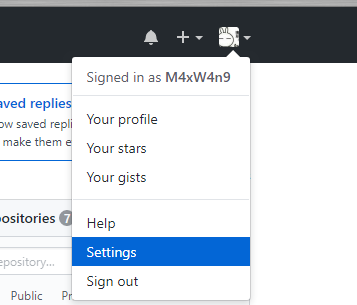 Signed in as M4xW4n9
aved replies
Your profile
ow saved repli
Your stars
make them e
Your gists
positories 7
Help
epository...
Settings
Public
Sign out